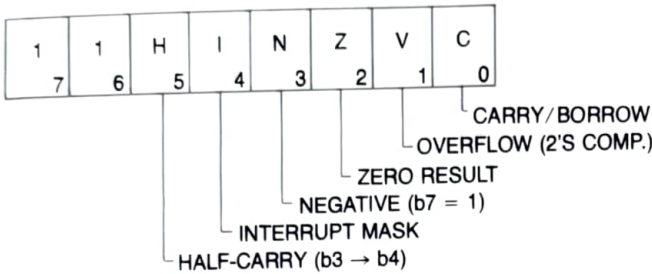 1 1 H I N Z V C
7 6 5 4 3 2 1 0
CARRY/BORROW
OVERFLOW (2'S COMP.)
ZERO RESULT
NEGATIVE (b7 = 1)
INTERRUPT MASK
HALF-CARRY (b3 → b4)